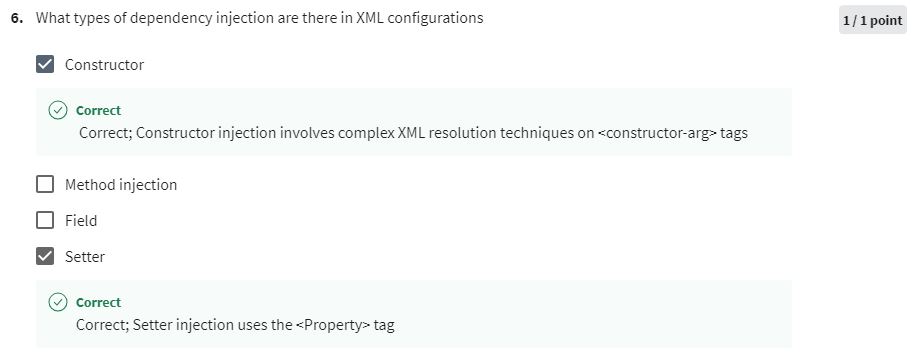 6. What types of dependency injection are there in XML configurations
1 / 1 point
Constructor
Correct
Correct; Constructor injection involves complex XML resolution techniques on <constructor-arg> tags
Method injection
Field
Setter
Correct
Correct; Setter injection uses the <Property> tag